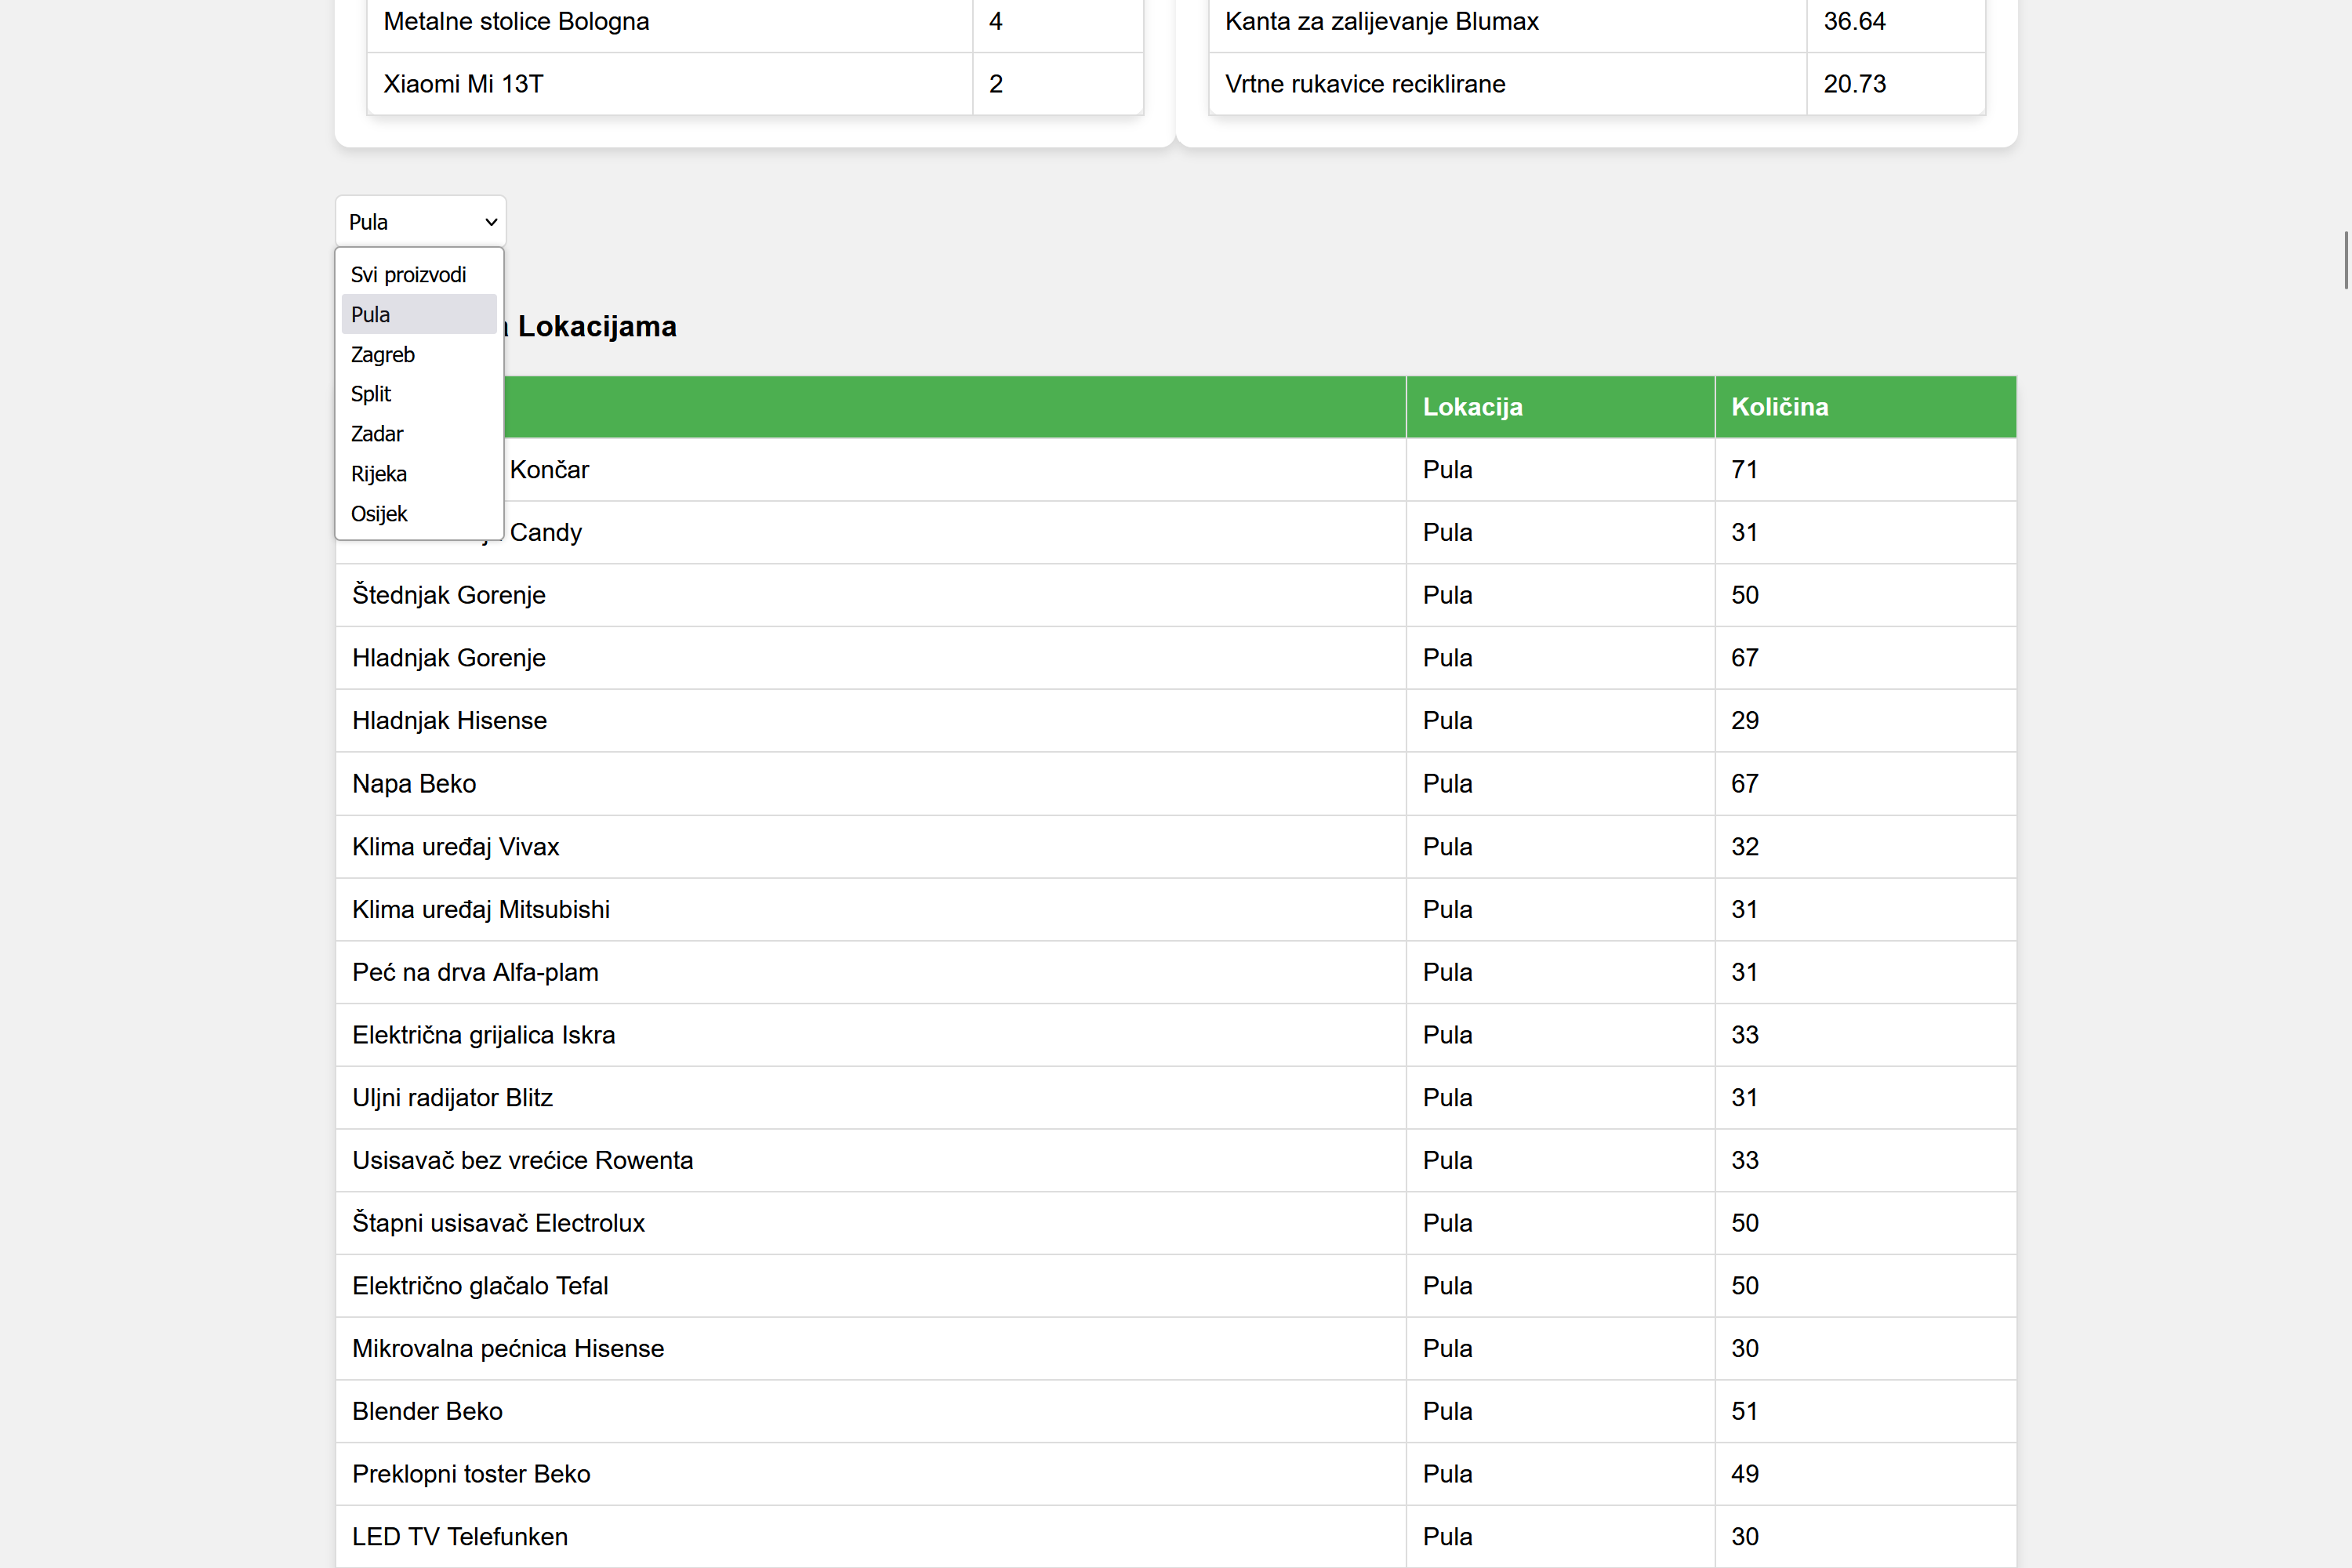 Metalne stolice Bologna 4
Xiaomi Mi 13T 2
Kanta za zalijevanje Blumax 36.64
Vrtne rukavice reciklirane 20.73
Pula
Svi proizvodi
Pula
Zagreb
Split
Zadar
Rijeka
Osijek
Lokacijama
Lokacija Količina
Končar Pula 71
Candy Pula 31
Štednjak Gorenje Pula 50
Hladnjak Gorenje Pula 67
Hladnjak Hisense Pula 29
Napa Beko Pula 67
Klima uređaj Vivax Pula 32
Klima uređaj Mitsubishi Pula 31
Peć na drva Alfa-plam Pula 31
Električna grijalica Iskra Pula 33
Uljni radijator Blitz Pula 31
Usisavač bez vrećice Rowenta Pula 33
Štapni usisavač Electrolux Pula 50
Električno glačalo Tefal Pula 50
Mikrovalna pećnica Hisense Pula 30
Blender Beko Pula 51
Preklopni toster Beko Pula 49
LED TV Telefunken Pula 30